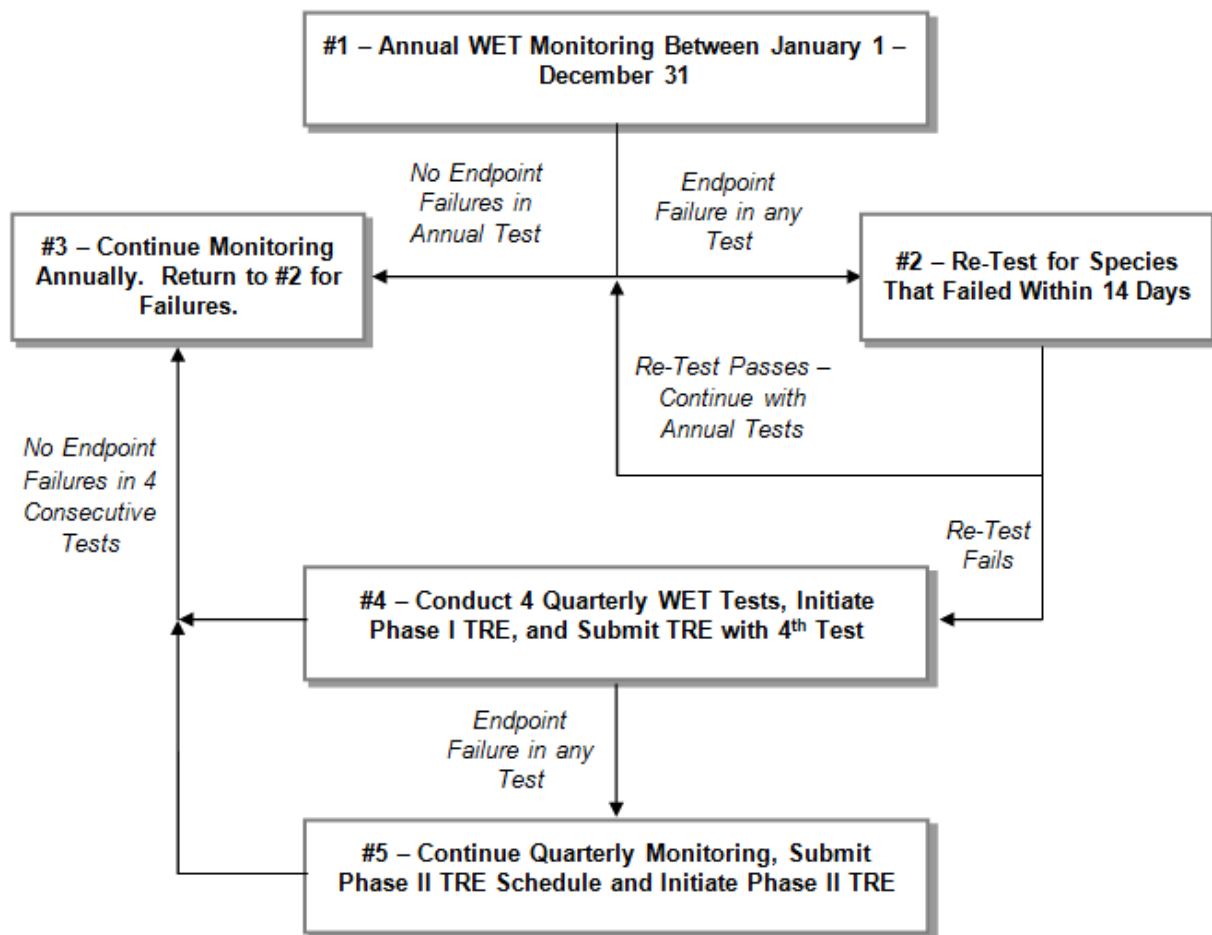 #1 – Annual WET Monitoring Between January 1 –
December 31
No Endpoint
Failures in
Annual Test
Endpoint
Failure in any
Test
#3 – Continue Monitoring
Annually. Return to #2 for
Failures.
#2 – Re-Test for Species
That Failed Within 14 Days
Re-Test Passes –
Continue with
Annual Tests
No Endpoint
Failures in 4
Consecutive
Tests
Re-Test
Fails
#4 – Conduct 4 Quarterly WET Tests, Initiate
Phase I TRE, and Submit TRE with 4th Test
Endpoint
Failure in any
Test
#5 – Continue Quarterly Monitoring, Submit
Phase II TRE Schedule and Initiate Phase II TRE